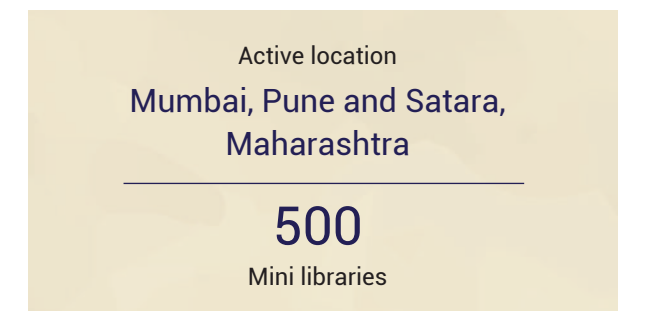 Active location
Mumbai, Pune and Satara,
Maharashtra
500
Mini libraries